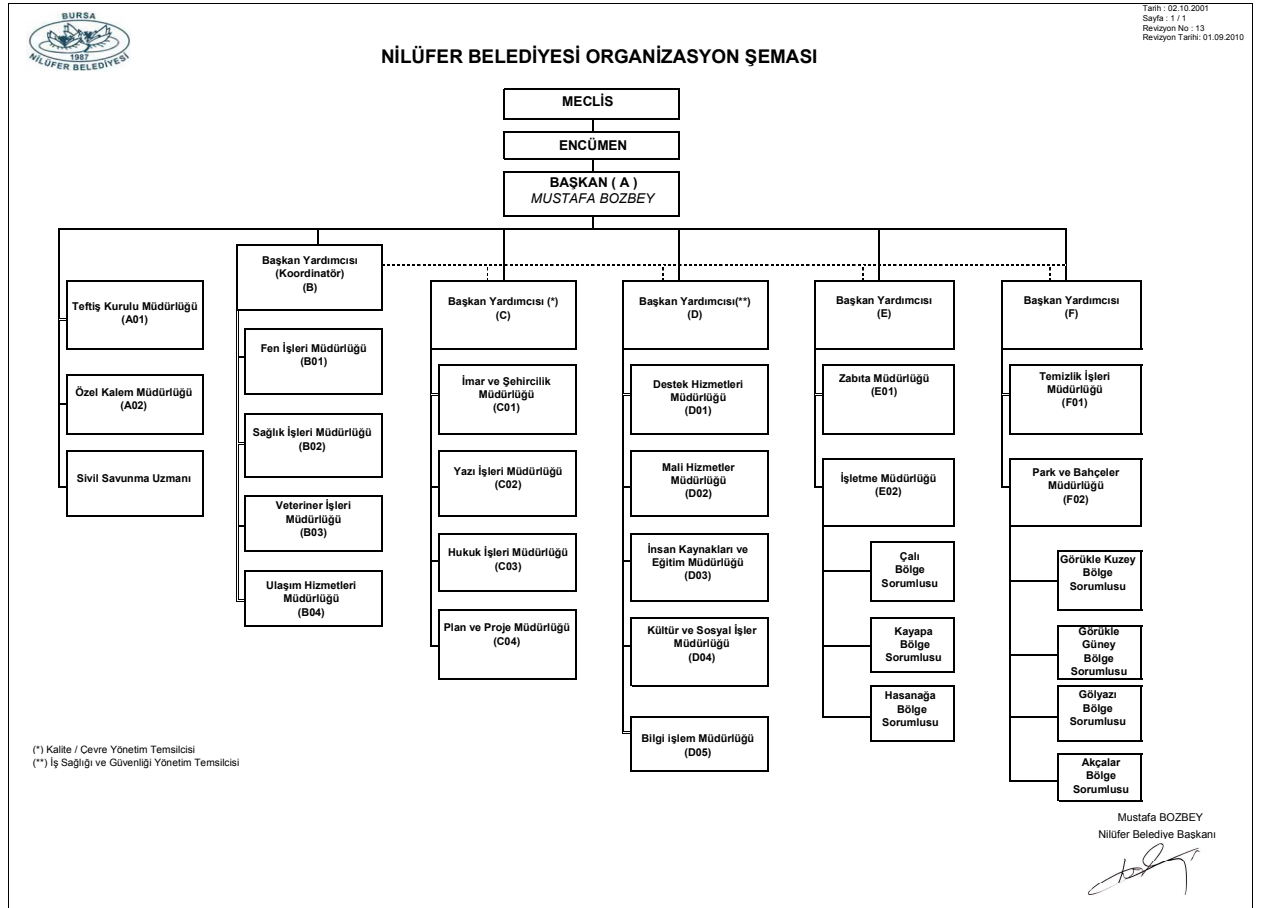 BURSA
1987
NİLÜFER BELEDİYESİ
Tarih : 02.10.2001
Sayfa : 1 / 1
Revizyon No : 13
Revizyon Tarihi: 01.09.2010
NİLÜFER BELEDİYESİ ORGANİZASYON ŞEMASI
MECLİS
ENCÜMEN
BAŞKAN ( A )
MUSTAFA BOZBEY
Teftiş Kurulu Müdürlüğü
(A01)
Özel Kalem Müdürlüğü
(A02)
Sivil Savunma Uzmanı
Başkan Yardımcısı
(Koordinatör)
(B)
Fen İşleri Müdürlüğü
(B01)
Sağlık İşleri Müdürlüğü
(B02)
Veteriner İşleri
Müdürlüğü
(B03)
Ulaşım Hizmetleri
Müdürlüğü
(B04)
Başkan Yardımcısı (*)
(C)
İmar ve Şehircilik
Müdürlüğü
(C01)
Yazı İşleri Müdürlüğü
(C02)
Hukuk İşleri Müdürlüğü
(C03)
Plan ve Proje Müdürlüğü
(C04)
Başkan Yardımcısı(**)
(D)
Destek Hizmetleri
Müdürlüğü
(D01)
Mali Hizmetler
Müdürlüğü
(D02)
İnsan Kaynakları ve
Eğitim Müdürlüğü
(D03)
Kültür ve Sosyal İşler
Müdürlüğü
(D04)
Bilgi işlem Müdürlüğü
(D05)
Başkan Yardımcısı
(E)
Zabıta Müdürlüğü
(E01)
İşletme Müdürlüğü
(E02)
Çalı
Bölge
Sorumlusu
Kayapa
Bölge
Sorumlusu
Hasanağa
Bölge
Sorumlusu
Başkan Yardımcısı
(F)
Temizlik İşleri
Müdürlüğü
(F01)
Park ve Bahçeler
Müdürlüğü
(F02)
Görükle Kuzey
Bölge
Sorumlusu
Görükle
Güney
Bölge
Sorumlusu
Gölyazı
Bölge
Sorumlusu
Akçalar
Bölge
Sorumlusu
(*) Kalite / Çevre Yönetim Temsilcisi
(**) İş Sağlığı ve Güvenliği Yönetim Temsilcisi
Mustafa BOZBEY
Nilüfer Belediye Başkanı